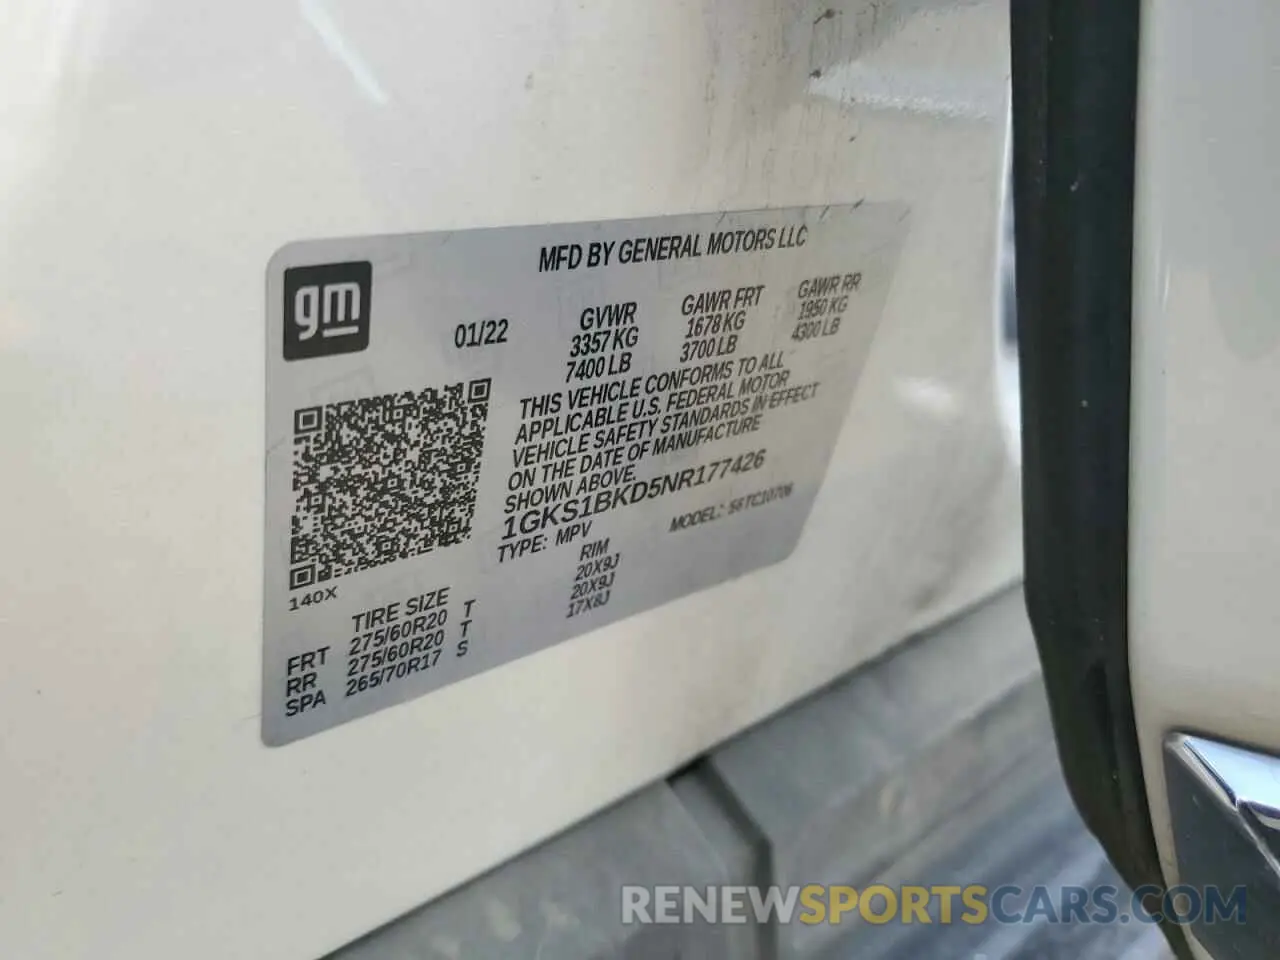 gm
MFD BY GENERAL MOTORS LLC
01/22
GVWR
3357 KG
7400 LB
GAWR FRT
1678 KG
3700 LB
GAWR RR
1950 KG
4300 LB
THIS VEHICLE CONFORMS TO ALL
APPLICABLE U.S. FEDERAL MOTOR
VEHICLE SAFETY STANDARDS IN EFFECT
ON THE DATE OF MANUFACTURE
SHOWN ABOVE.
1GKS1BKD5NR177426
TYPE: MPV
MODEL:
140X
TIRE SIZE
RIM
FRT 275/60R20 T 20X9J
RR 275/60R20 T 20X9J
SPA 265/70R17 S 17X8J
RENEWSPORTSCARS.COM